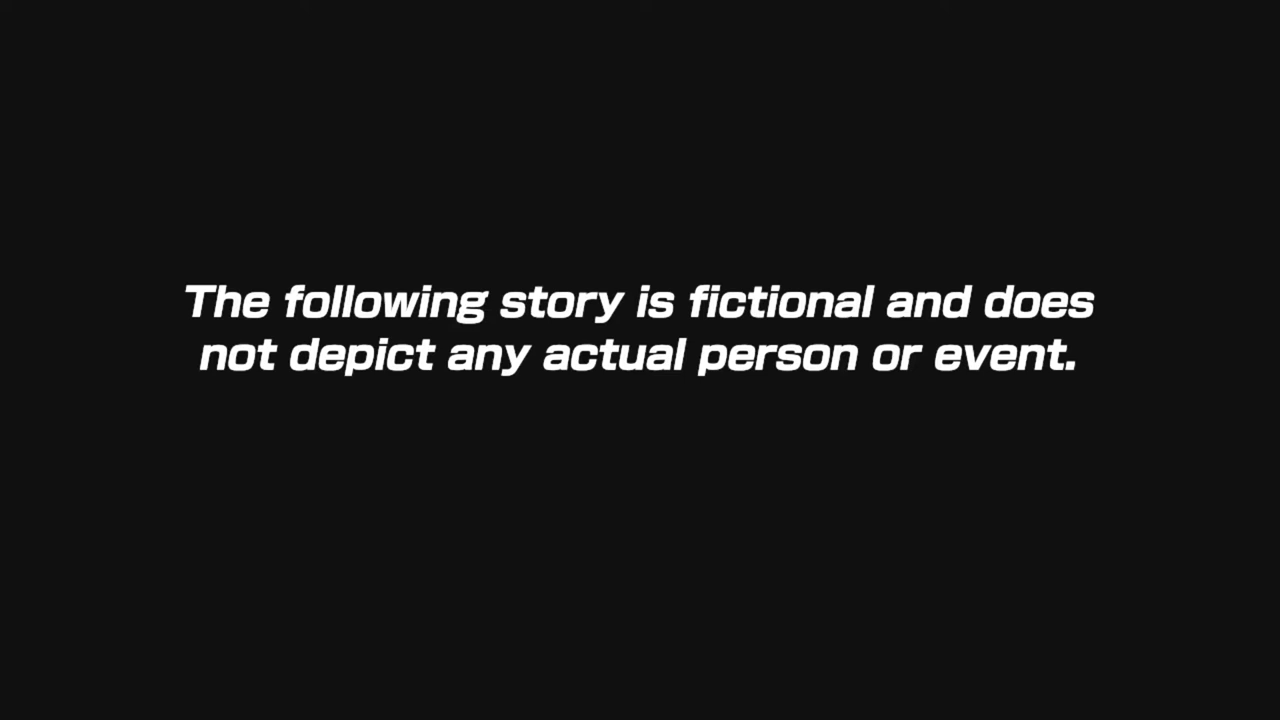 The following story is fictional and does
not depict any actual person or event.